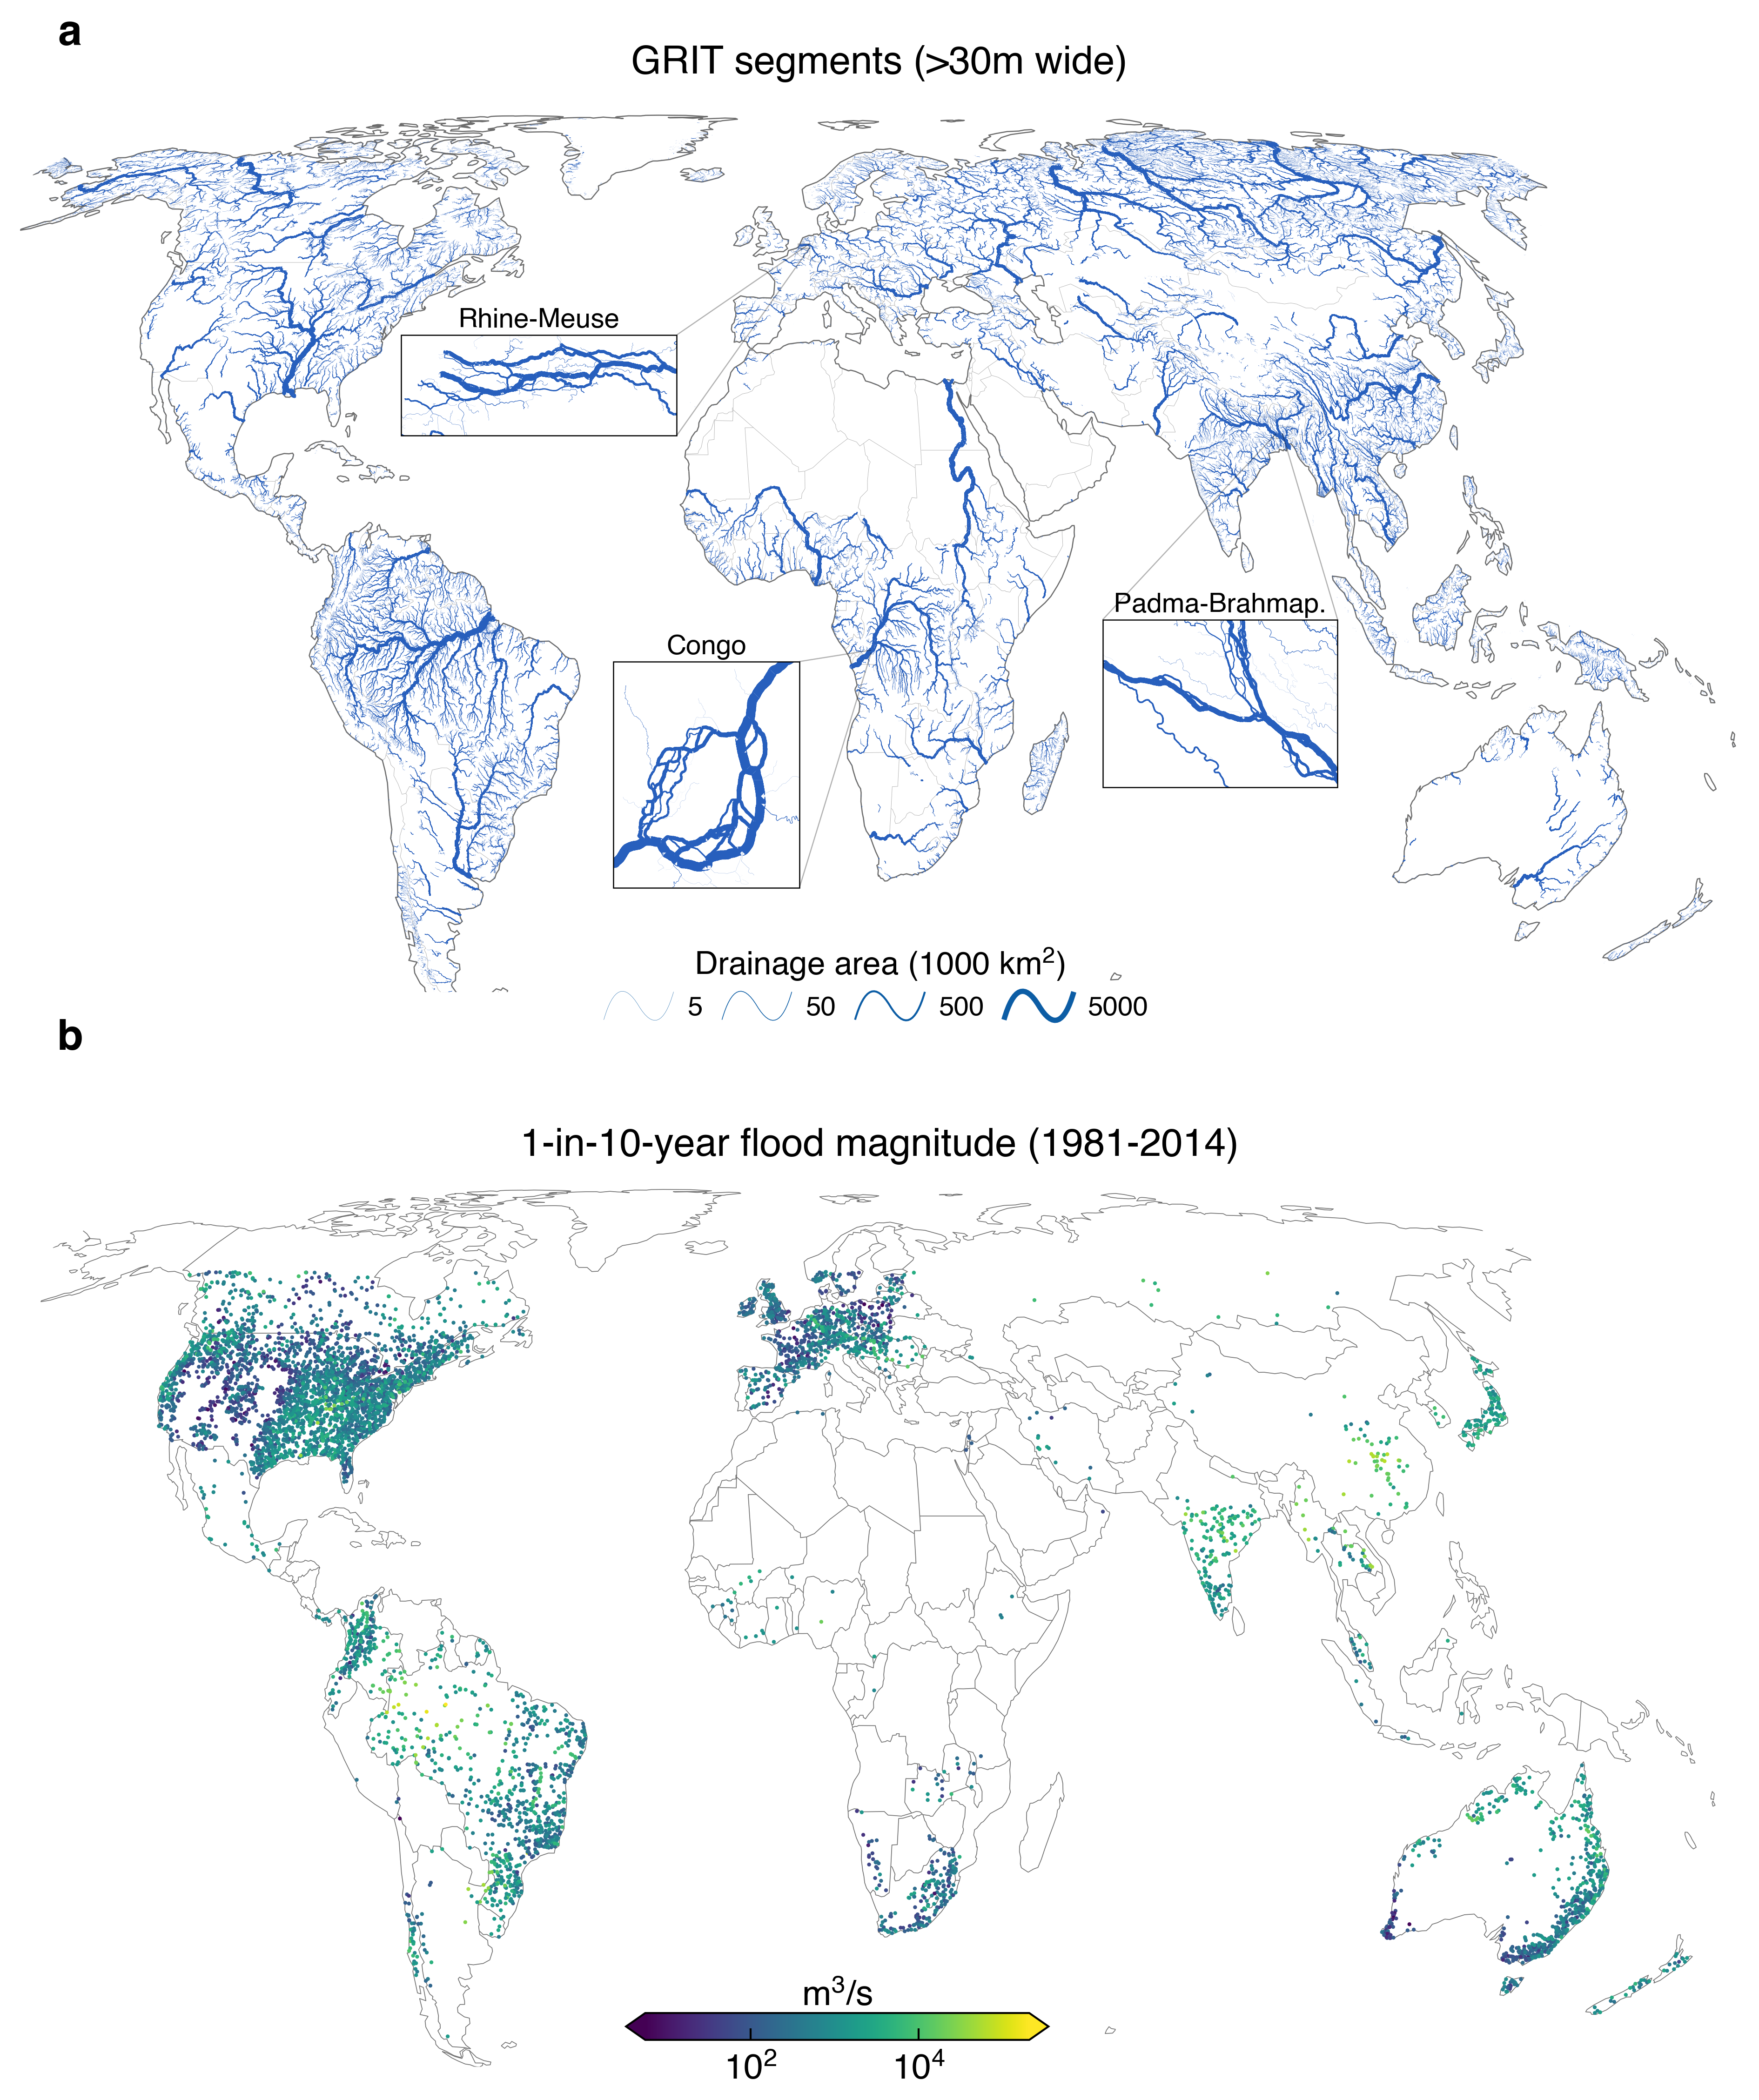 a
GRIT segments (>30m wide)
Rhine-Meuse
Padma-Brahmap.
Congo
Drainage area (1000 km²)
5 50 500 5000
b
1-in-10-year flood magnitude (1981-2014)
m³/s
10² 10⁴